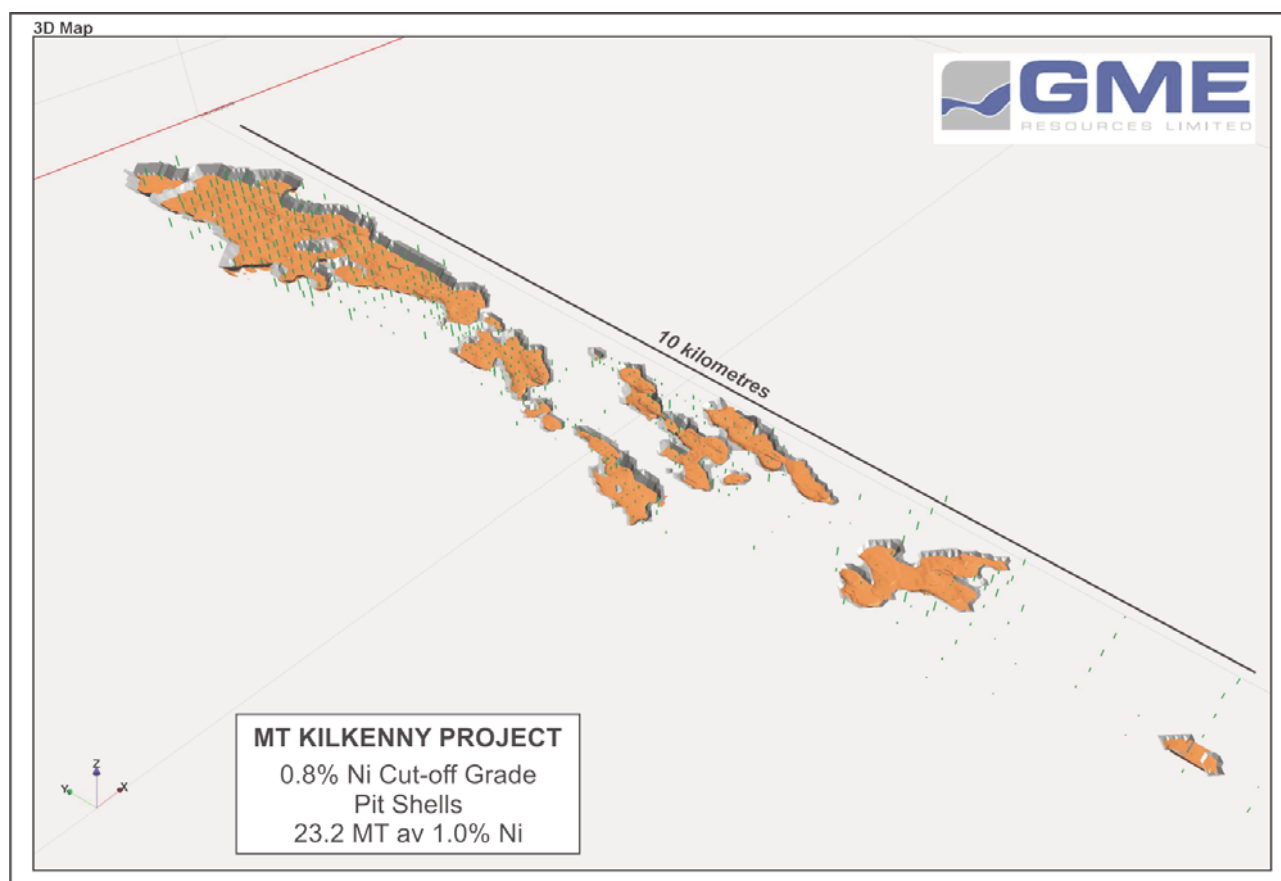 3D Map
GME
RESOURCES LIMITED
10 kilometres
MT KILKENNY PROJECT
0.8% Ni Cut-off Grade
Pit Shells
23.2 MT av 1.0% Ni
Z
Y
X